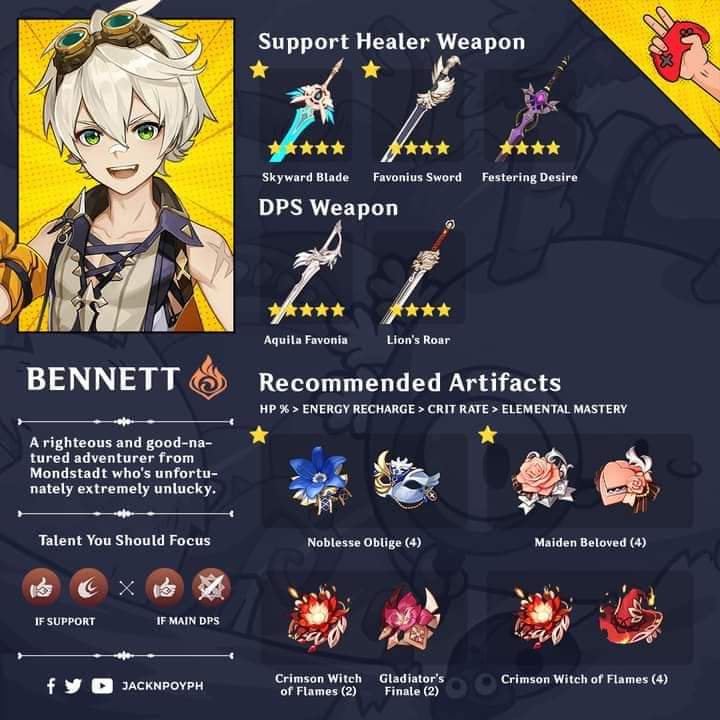 Support Healer Weapon
Skyward Blade
Favonius Sword
Festering Desire
DPS Weapon
Aquila Favonia
Lion's Roar
BENNETT
A righteous and good-na-
tured adventurer from
Mondstadt who's unfortu-
nately extremely unlucky.
Talent You Should Focus
IF SUPPORT
IF MAIN DPS
JACKNPOYPH
Recommended Artifacts
HP % > ENERGY RECHARGE > CRIT RATE > ELEMENTAL MASTERY
Noblesse Oblige (4)
Maiden Beloved (4)
Crimson Witch
of Flames (2)
Gladiator's
Finale (2)
Crimson Witch of Flames (4)